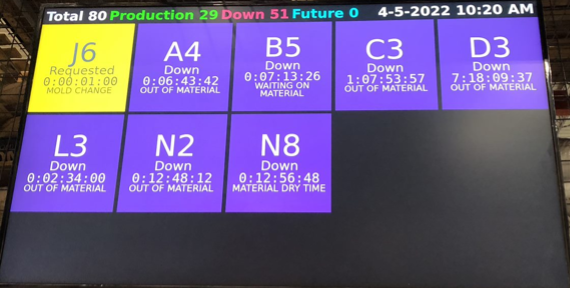 Total 80 Production 29 Down 51 Future 0 4-5-2022 10:20 AM
J6
Requested
0:00:01:00
MOLD CHANGE
A4
Down
0:06:43:42
OUT OF MATERIAL
B5
Down
0:07:13:26
WAITING ON
MATERIAL
C3
Down
1:07:53:57
OUT OF MATERIAL
D3
Down
7:18:09:37
OUT OF MATERIAL
L3
Down
0:02:34:00
OUT OF MATERIAL
N2
Down
0:12:48:12
OUT OF MATERIAL
N8
Down
0:12:56:48
MATERIAL DRY TIME